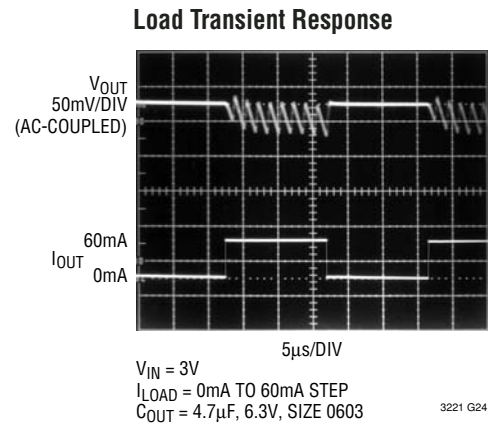 Load Transient Response
VOUT
50mV/DIV
(AC-COUPLED)
60mA
IOUT
0mA
5µs/DIV
VIN = 3V
ILOAD = 0mA TO 60mA STEP
COUT = 4.7µF, 6.3V, SIZE 0603
3221 G24